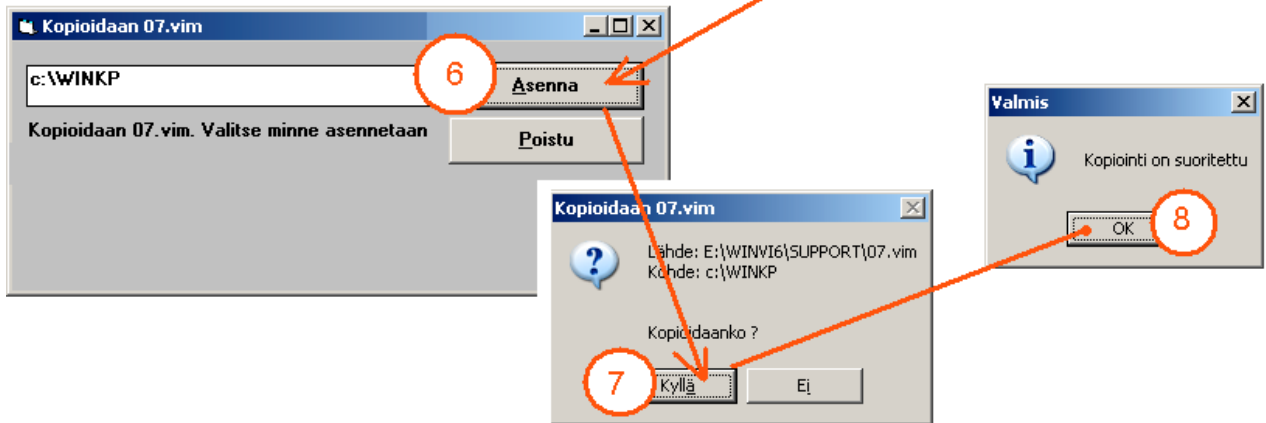 Kopioidaan 07.vim
c:\WINKP
6
Asenna
Kopioidaan 07.vim. Valitse minne asennetaan
Poistu
Valmis
Kopiointi on suoritettu
OK
8
Kopioidaan 07.vim
Lähde: E:\WINVI6\SUPPORT\07.vim
Kohde: c:\WINKP
Kopioidaanko ?
7
Kyllä
Ei